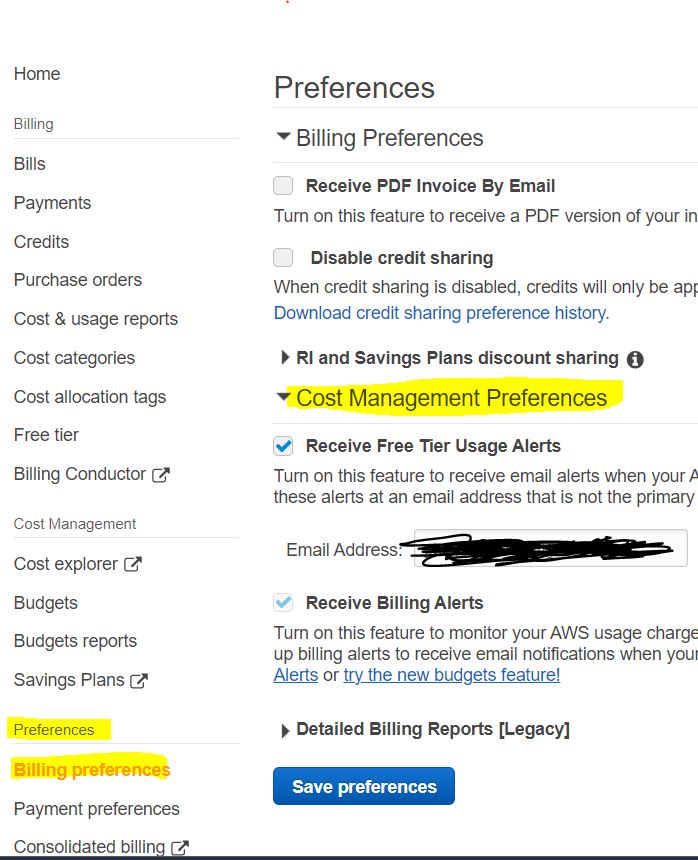 Home
Billing
Bills
Payments
Credits
Purchase orders
Cost & usage reports
Cost categories
Cost allocation tags
Free tier
Billing Conductor
Cost Management
Cost explorer
Budgets
Budgets reports
Savings Plans
Preferences
Billing preferences
Payment preferences
Consolidated billing
Preferences
Billing Preferences
Receive PDF Invoice By Email
Turn on this feature to receive a PDF version of your in
Disable credit sharing
When credit sharing is disabled, credits will only be app
Download credit sharing preference history.
RI and Savings Plans discount sharing
Cost Management Preferences
Receive Free Tier Usage Alerts
Turn on this feature to receive email alerts when your A
these alerts at an email address that is not the primary
Email Address:
Receive Billing Alerts
Turn on this feature to monitor your AWS usage charge
up billing alerts to receive email notifications when your
Alerts or try the new budgets feature!
Detailed Billing Reports [Legacy]
Save preferences